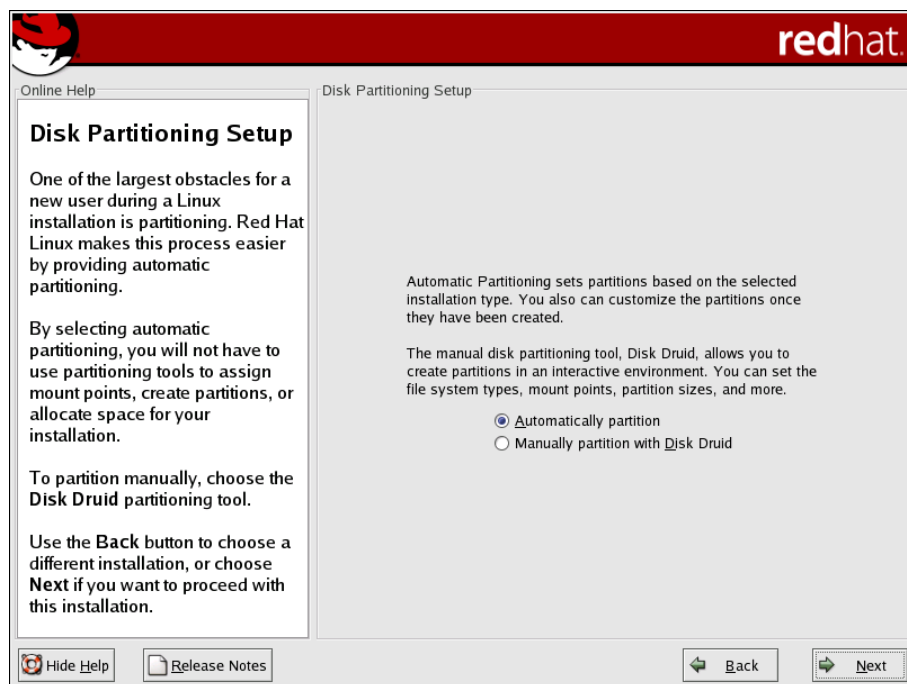 redhat.
Online Help
Disk Partitioning Setup
One of the largest obstacles for a
new user during a Linux
installation is partitioning. Red Hat
Linux makes this process easier
by providing automatic
partitioning.
By selecting automatic
partitioning, you will not have to
use partitioning tools to assign
mount points, create partitions, or
allocate space for your
installation.
To partition manually, choose the
Disk Druid partitioning tool.
Use the Back button to choose a
different installation, or choose
Next if you want to proceed with
this installation.
Disk Partitioning Setup
Automatic Partitioning sets partitions based on the selected
installation type. You also can customize the partitions once
they have been created.
The manual disk partitioning tool, Disk Druid, allows you to
create partitions in an interactive environment. You can set the
file system types, mount points, partition sizes, and more.
Automatically partition
Manually partition with Disk Druid
Hide Help
Release Notes
Back
Next